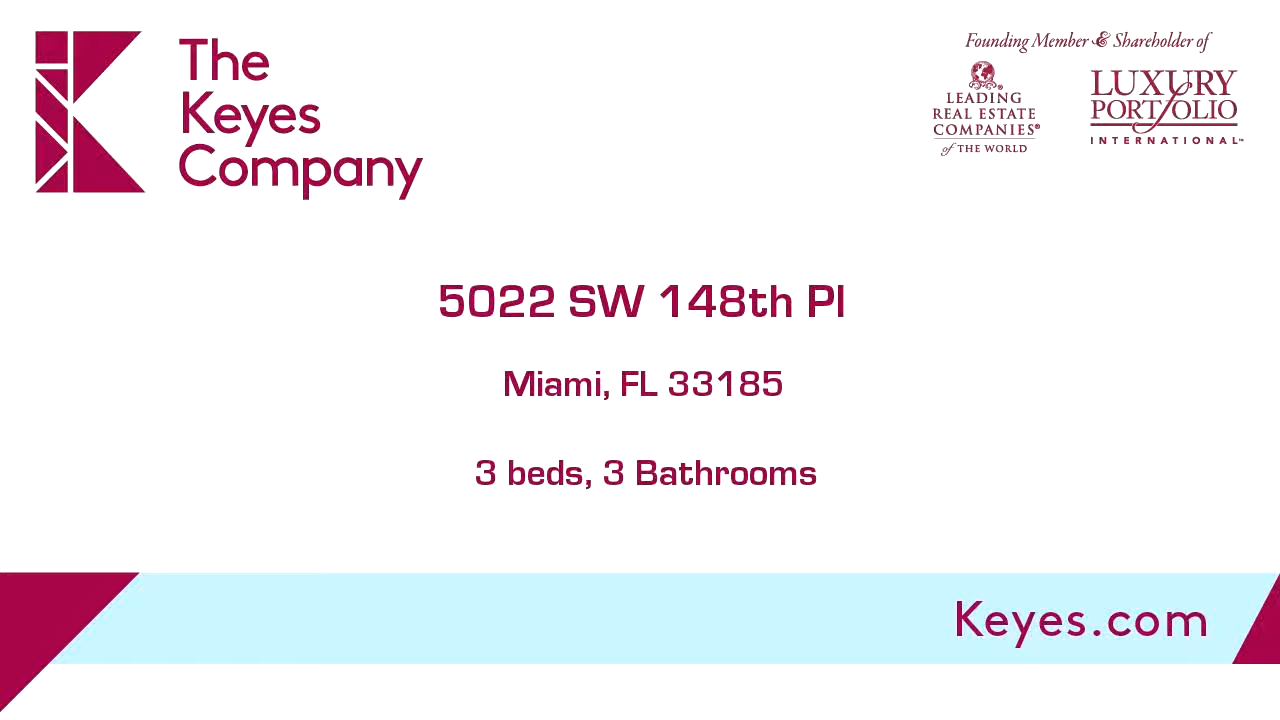 The
Keyes
Company
Founding Member & Shareholder of
LEADING
REAL ESTATE
COMPANIES®
of THE WORLD
LUXURY
PORTFOLIO
INTERNATIONAL™
5022 SW 148th Pl
Miami, FL 33185
3 beds, 3 Bathrooms
Keyes.com